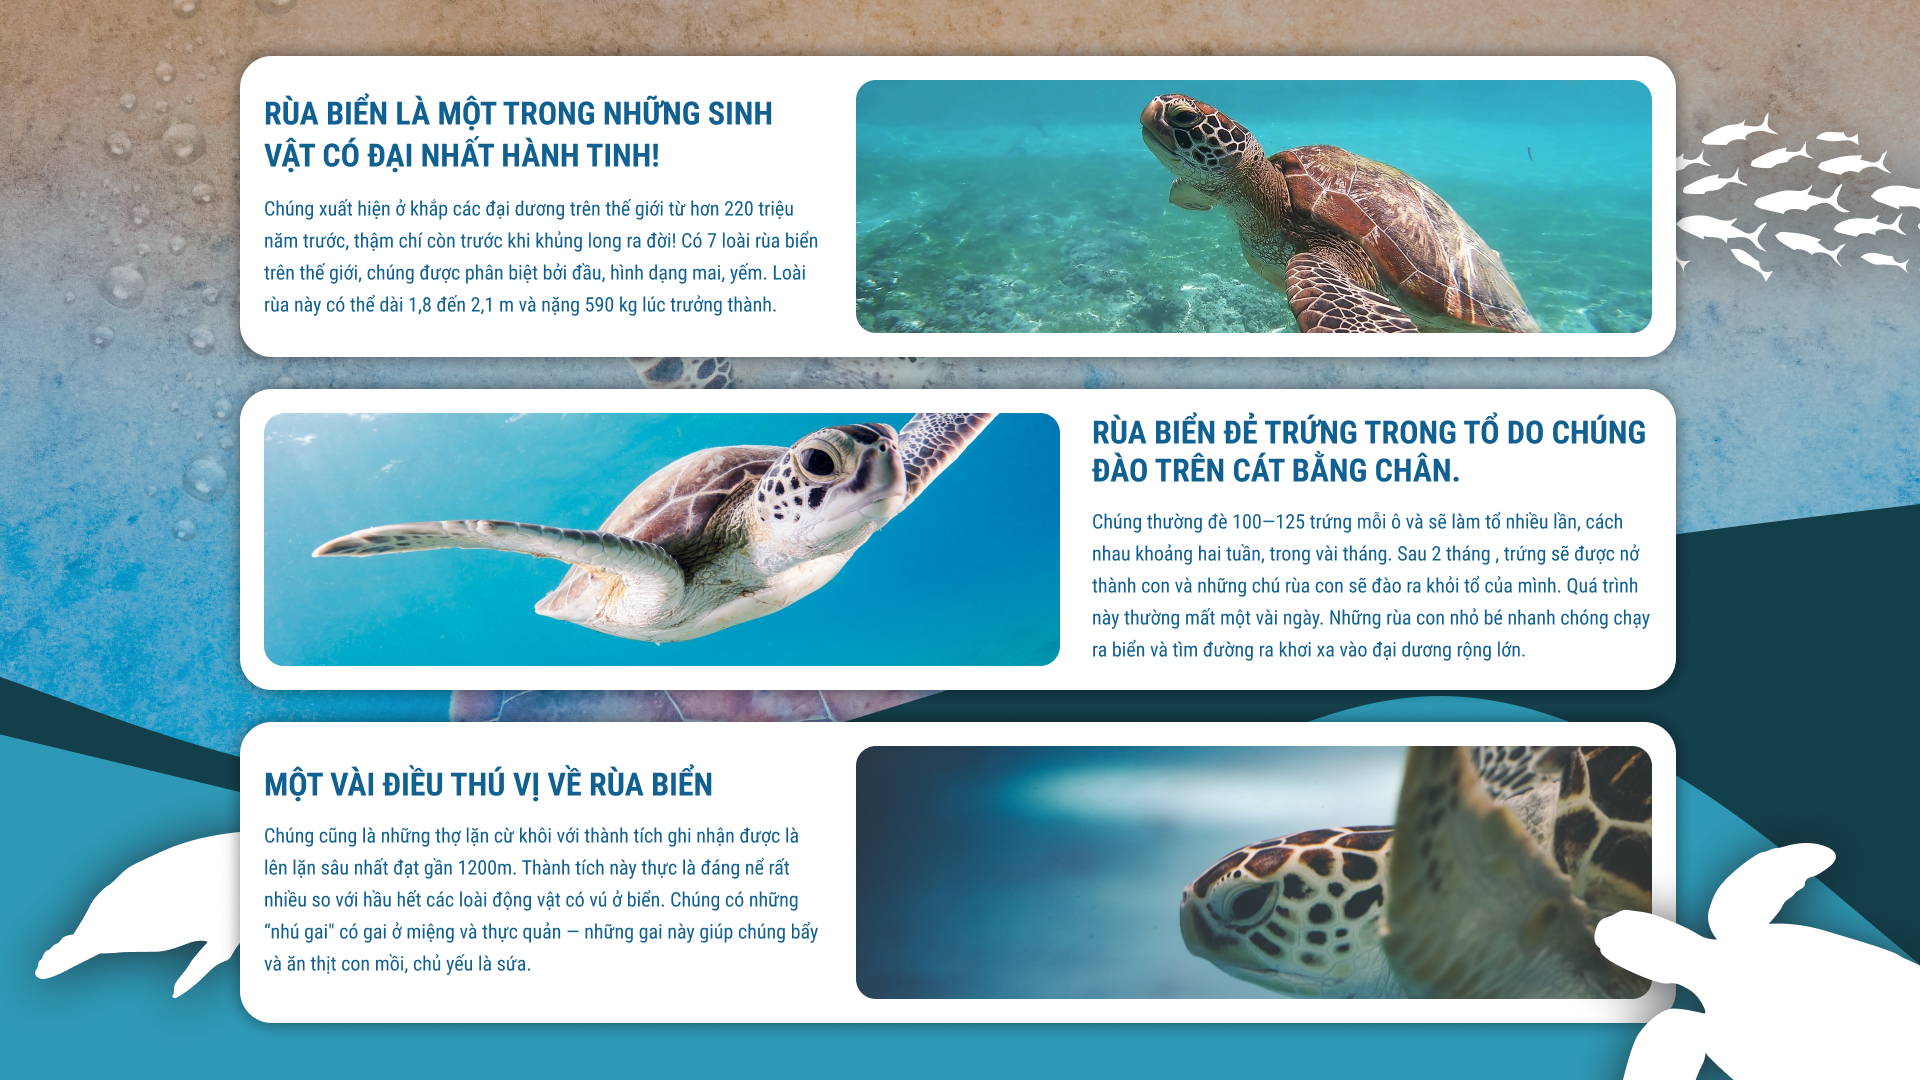 RÙA BIỂN LÀ MỘT TRONG NHỮNG SINH
VẬT CÓ ĐẠI NHẤT HÀNH TINH!
Chúng xuất hiện ở khắp các đại dương trên thế giới từ hơn 220 triệu
năm trước, thậm chí còn trước khi khủng long ra đời! Có 7 loài rùa biển
trên thế giới, chúng được phân biệt bởi đầu, hình dạng mai, yếm. Loài
rùa này có thể dài 1,8 đến 2,1 m và nặng 590 kg lúc trưởng thành.
RÙA BIỂN ĐẺ TRỨNG TRONG TỔ DO CHÚNG
ĐÀO TRÊN CÁT BẰNG CHÂN.
Chúng thường đè 100–125 trứng mỗi ô và sẽ làm tổ nhiều lần, cách
nhau khoảng hai tuần, trong vài tháng. Sau 2 tháng , trứng sẽ được nở
thành con và những chú rùa con sẽ đào ra khỏi tổ của mình. Quá trình
này thường mất một vài ngày. Những rùa con nhỏ bé nhanh chóng chạy
ra biển và tìm đường ra khơi xa vào đại dương rộng lớn.
MỘT VÀI ĐIỀU THÚ VỊ VỀ RÙA BIỂN
Chúng cũng là những thợ lặn cừ khôi với thành tích ghi nhận được là
lên lặn sâu nhất đạt gần 1200m. Thành tích này thực là đáng nể rất
nhiều so với hầu hết các loài động vật có vú ở biển. Chúng có những
“nhú gai" có gai ở miệng và thực quản – những gai này giúp chúng bẩy
và ăn thịt con mồi, chủ yếu là sứa.